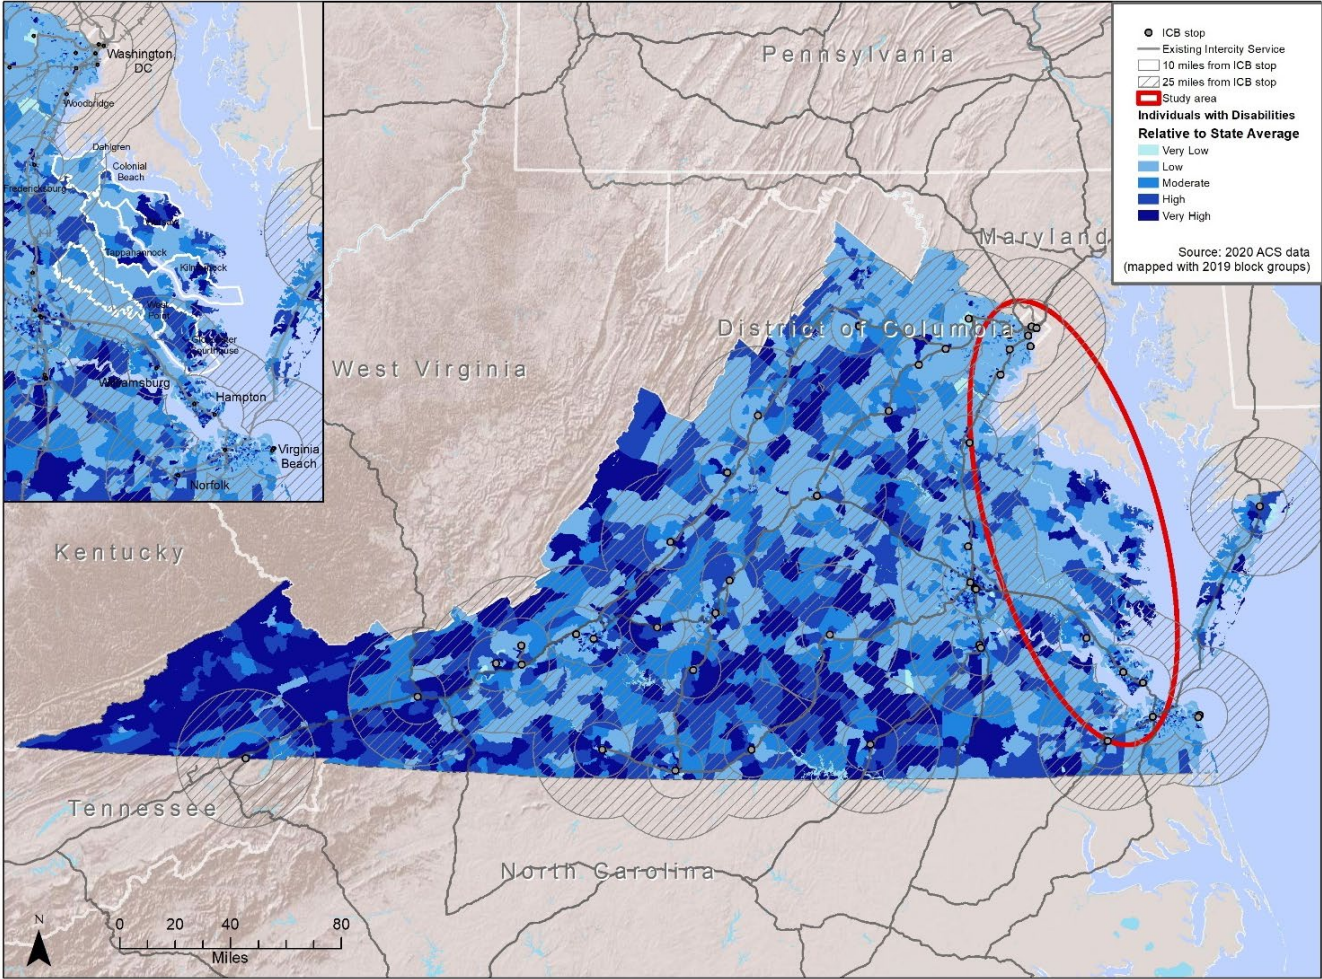 Washington,
DC
Woodbridge
Dahlgren
Colonial
Beach
Fredericksburg
Tappahannock
Kilmarnock
West
Point
Gloucester
Courthouse
Williamsburg
Hampton
Virginia
Beach
Norfolk
Pennsylvania
Maryland
District of Columbia
West Virginia
Kentucky
Tennessee
North Carolina
ICB stop
Existing Intercity Service
10 miles from ICB stop
25 miles from ICB stop
Study area
Individuals with Disabilities
Relative to State Average
Very Low
Low
Moderate
High
Very High
Source: 2020 ACS data
(mapped with 2019 block groups)
N
0 20 40 80
Miles